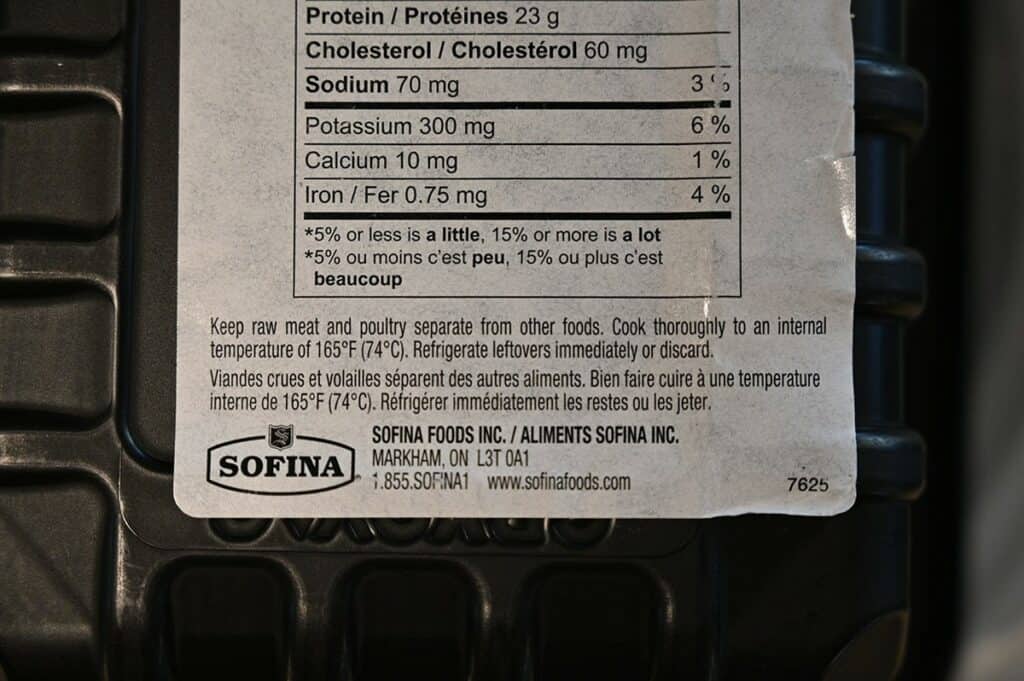 Protein / Protéines 23 g
Cholesterol / Cholestérol 60 mg
Sodium 70 mg 3 %
Potassium 300 mg 6 %
Calcium 10 mg 1 %
Iron / Fer 0.75 mg 4 %
*5% or less is a little, 15% or more is a lot
*5% ou moins c'est peu, 15% ou plus c'est
beaucoup
Keep raw meat and poultry separate from other foods. Cook thoroughly to an internal
temperature of 165°F (74°C). Refrigerate leftovers immediately or discard.
Viandes crues et volailles séparent des autres aliments. Bien faire cuire à une temperature
interne de 165°F (74°C). Réfrigérer immédiatement les restes ou les jeter.
SOFINA
SOFINA FOODS INC. / ALIMENTS SOFINA INC.
MARKHAM, ON L3T 0A1
1.855.SOFINA1 www.sofinafoods.com
7625